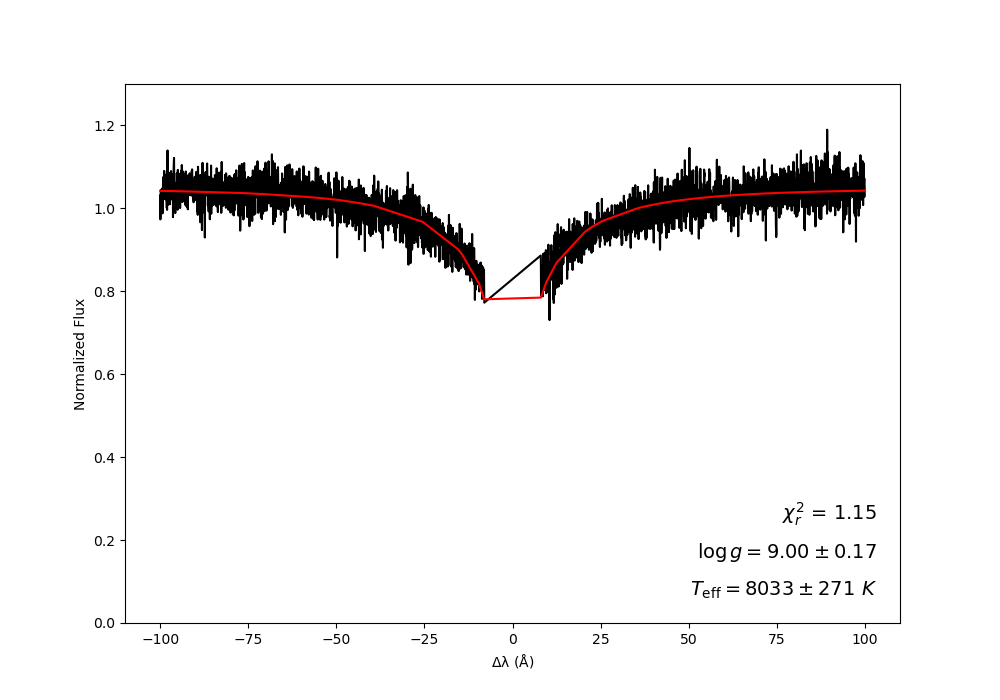 1.2
1.0
0.8
0.6
0.4
0.2
0.0
Normalized Flux
χ²ᵣ = 1.15
log g = 9.00 ± 0.17
T_eff = 8033 ± 271 K
−100 −75 −50 −25 0 25 50 75 100
Δλ (Å)